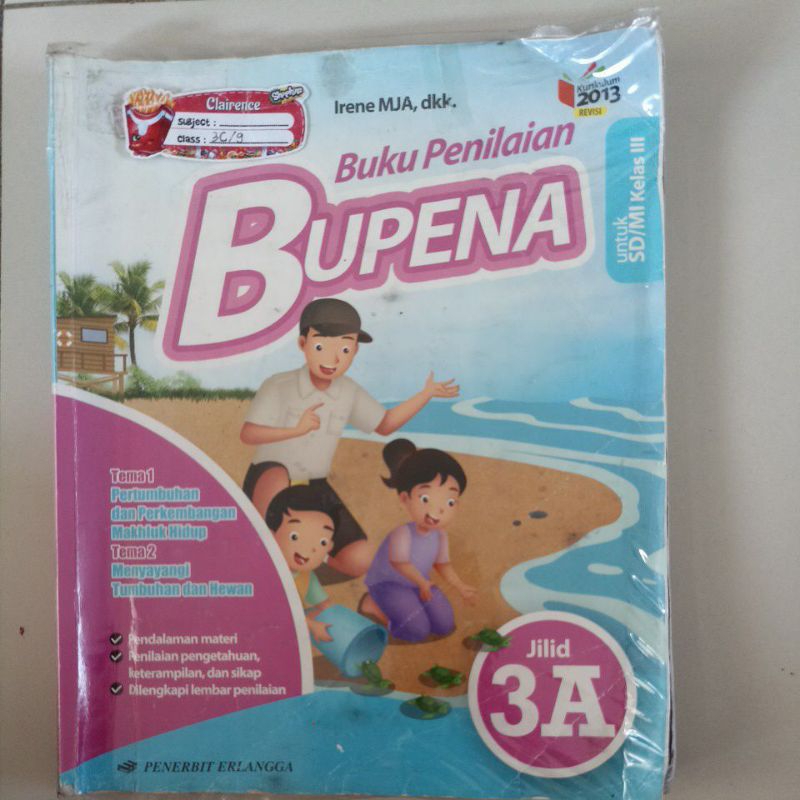 Clairence
Shopkins
Subject :
Class : 3C/9
Irene MJA, dkk.
Kurikulum
2013
REVISI
Buku Penilaian
BUPENA
untuk
SD/MI Kelas III
Tema 1
Pertumbuhan
dan Perkembangan
Makhluk Hidup
Tema 2
Menyayangi
Tumbuhan dan Hewan
Pendalaman materi
Penilaian pengetahuan,
keterampilan, dan sikap
Dilengkapi lembar penilaian
Jilid
3A
PENERBIT ERLANGGA